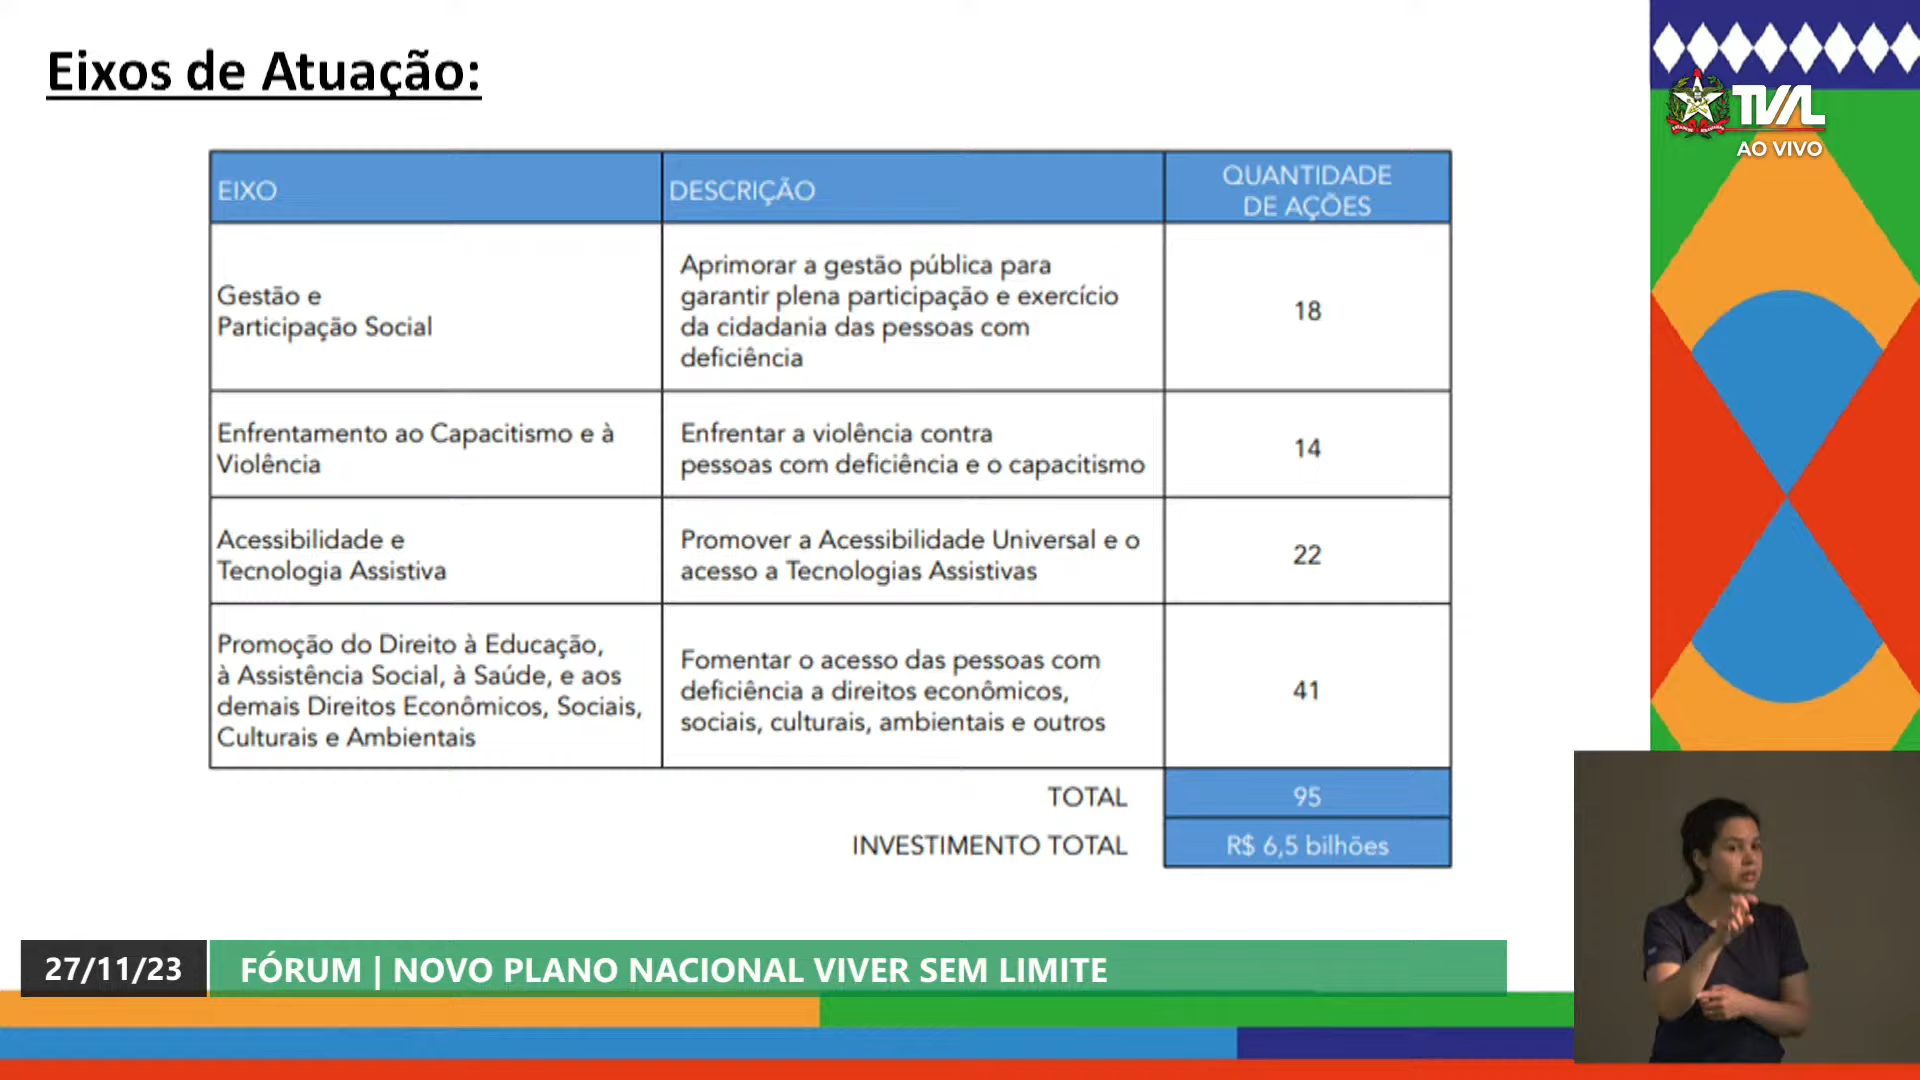 Eixos de Atuação:
TVAL
AO VIVO
EIXO
DESCRIÇÃO
QUANTIDADE
DE AÇÕES
Gestão e
Participação Social
Aprimorar a gestão pública para
garantir plena participação e exercício
da cidadania das pessoas com
deficiência
18
Enfrentamento ao Capacitismo e à
Violência
Enfrentar a violência contra
pessoas com deficiência e o capacitismo
14
Acessibilidade e
Tecnologia Assistiva
Promover a Acessibilidade Universal e o
acesso a Tecnologias Assistivas
22
Promoção do Direito à Educação,
à Assistência Social, à Saúde, e aos
demais Direitos Econômicos, Sociais,
Culturais e Ambientais
Fomentar o acesso das pessoas com
deficiência a direitos econômicos,
sociais, culturais, ambientais e outros
41
TOTAL
95
INVESTIMENTO TOTAL
R$ 6,5 bilhões
27/11/23
FÓRUM | NOVO PLANO NACIONAL VIVER SEM LIMITE